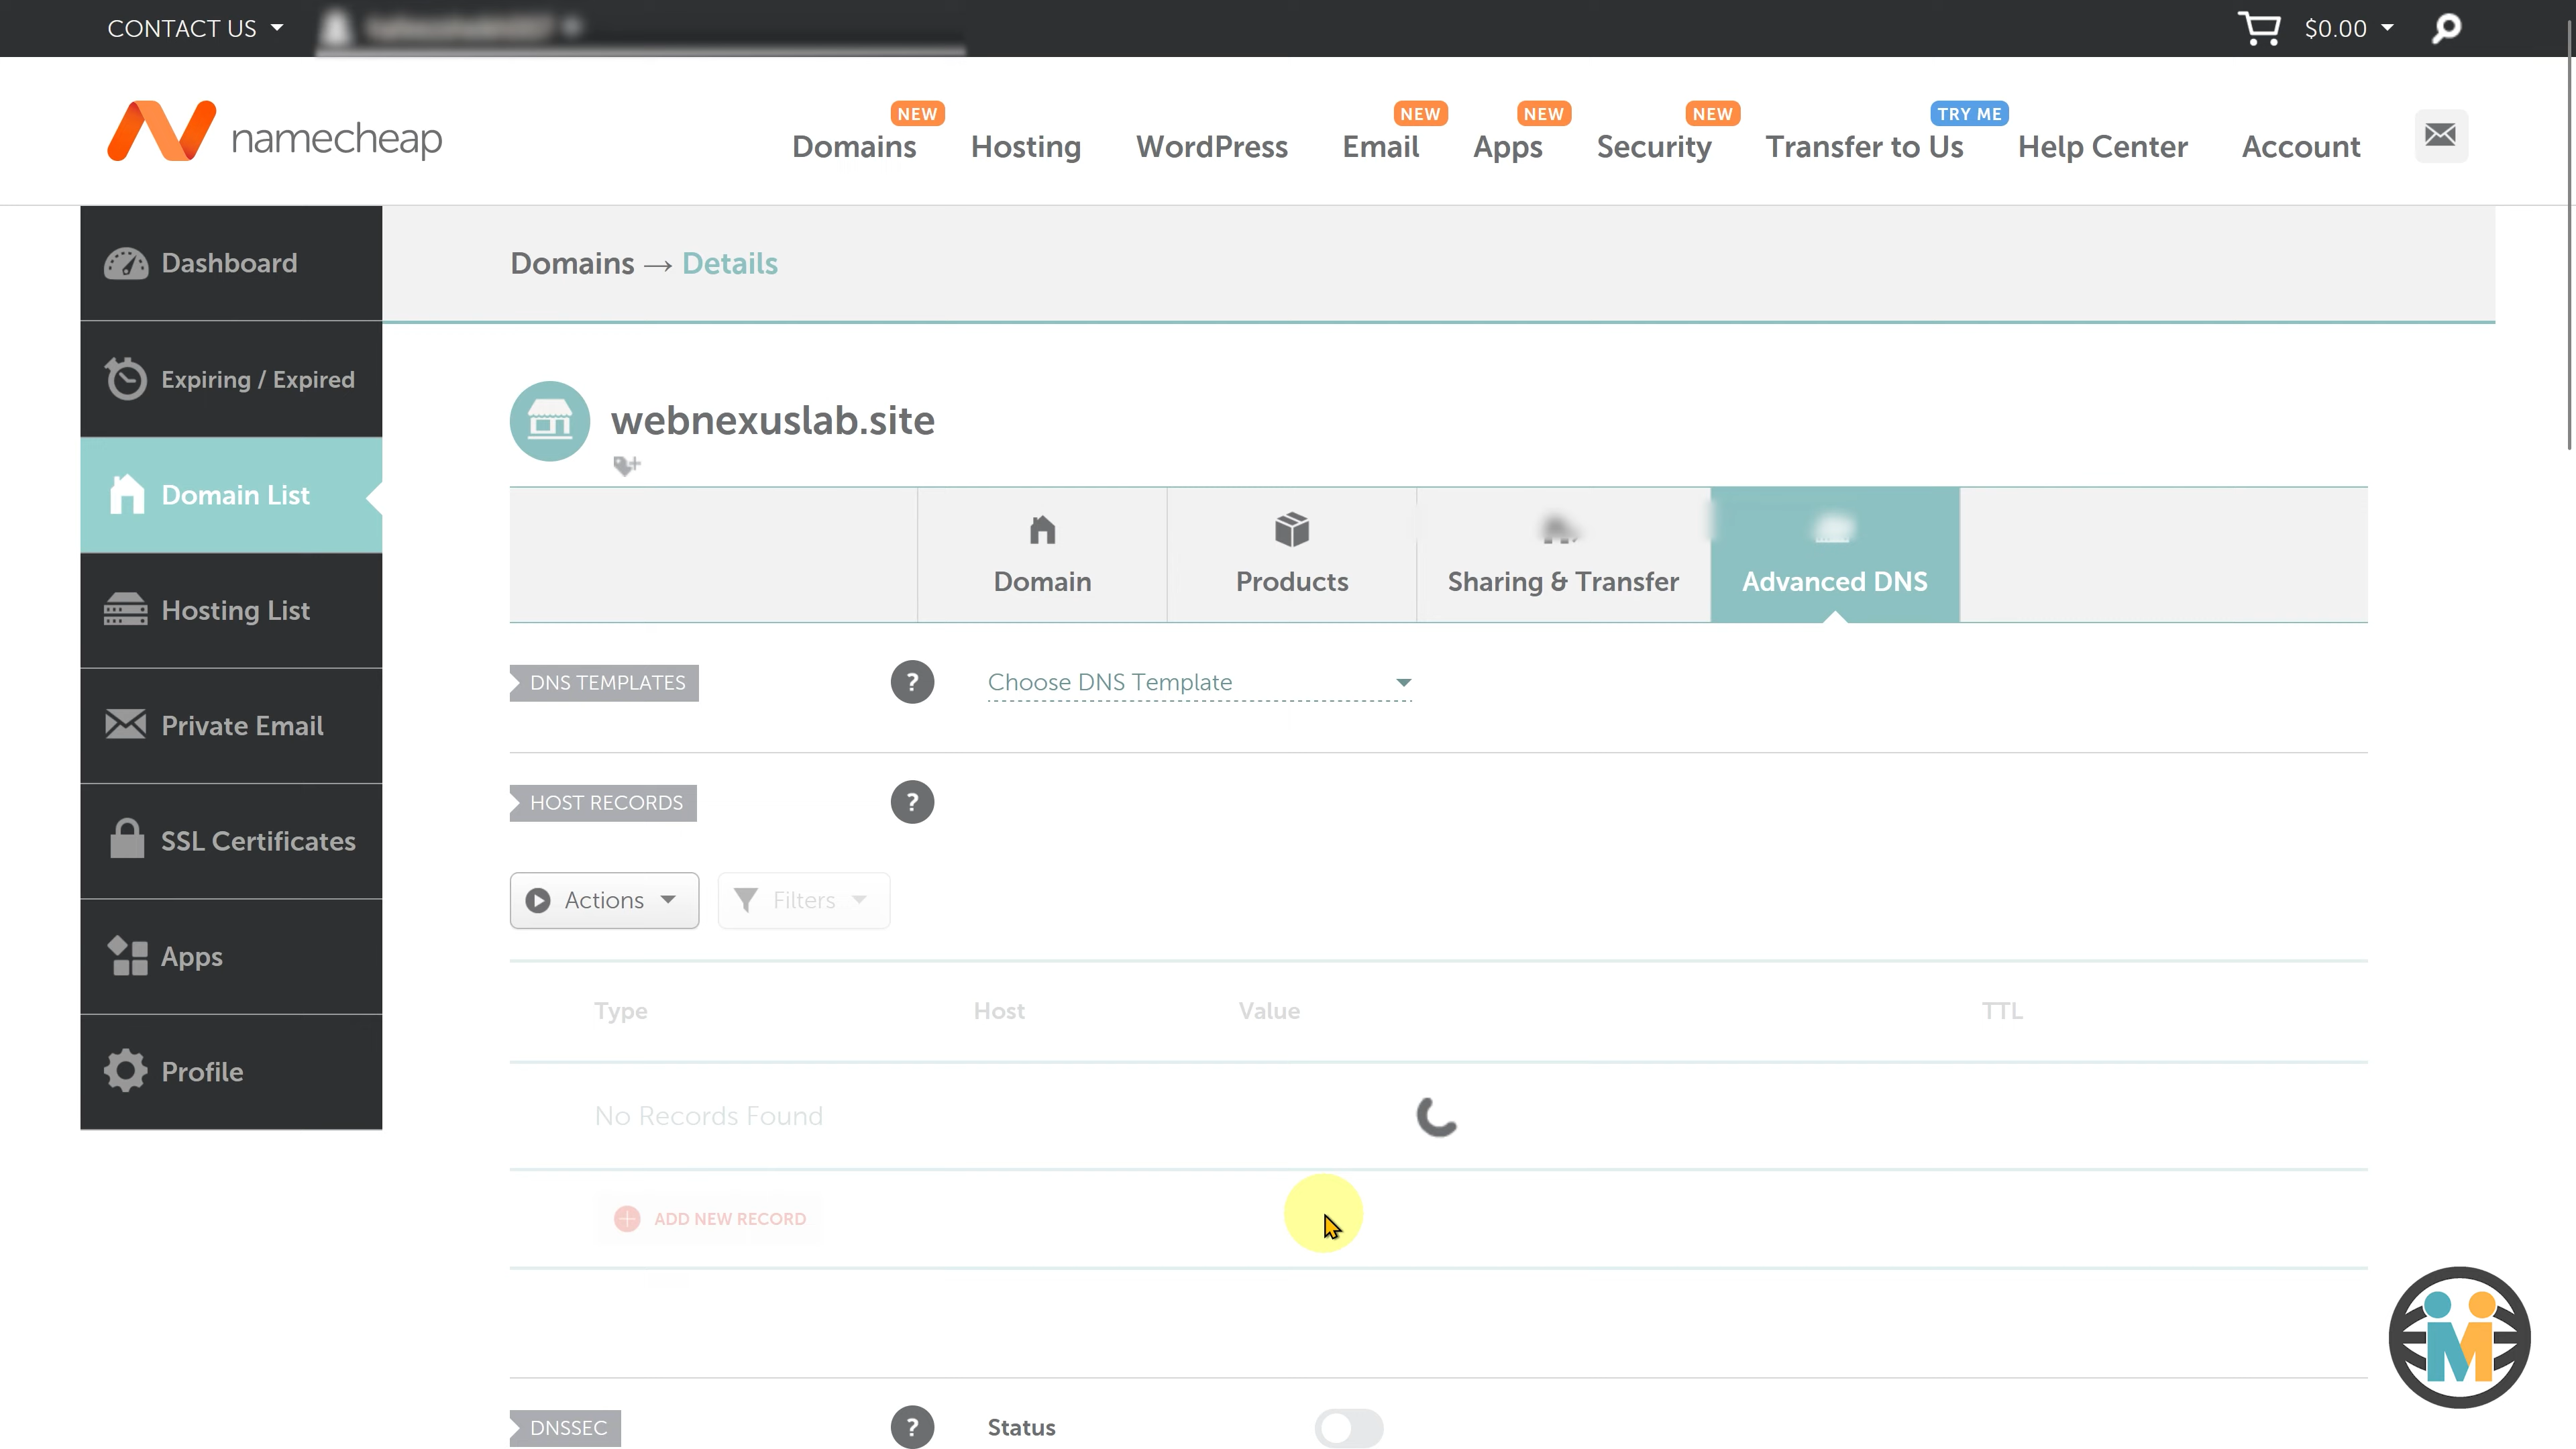 CONTACT US
$0.00
namecheap
NEW
NEW
NEW
NEW
TRY ME
Domains
Hosting
WordPress
Email
Apps
Security
Transfer to Us
Help Center
Account
Dashboard
Expiring / Expired
Domain List
Hosting List
Private Email
SSL Certificates
Apps
Profile
Domains → Details
webnexuslab.site
Domain
Products
Sharing & Transfer
Advanced DNS
DNS TEMPLATES
?
Choose DNS Template
HOST RECORDS
?
Actions
Filters
Type
Host
Value
TTL
No Records Found
ADD NEW RECORD
DNSSEC
?
Status
M